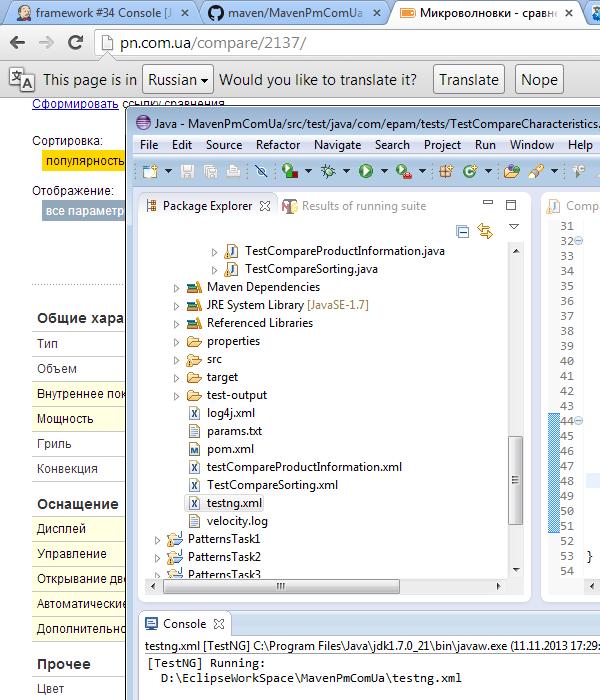 framework #34 Console [J
maven/MavenPmComUa
Микроволновки - сравне
pn.com.ua/compare/2137/
This page is in Russian Would you like to translate it? Translate Nope
Сформировать ссылку сравнения
Сортировка:
популярность
Отображение:
все парамет
Общие хара
Тип
Объем
Внутреннее пок
Мощность
Гриль
Конвекция
Оснащение
Дисплей
Управление
Открывание две
Автоматические
Дополнительно
Прочее
Цвет
Java - MavenPmComUa/src/test/java/com/epam/tests/TestCompareCharacteristics.
File Edit Source Refactor Navigate Search Project Run Window Help
Package Explorer
Results of running suite
TestCompareProductInformation.java
TestCompareSorting.java
Maven Dependencies
JRE System Library [JavaSE-1.7]
Referenced Libraries
properties
src
target
test-output
log4j.xml
params.txt
pom.xml
testCompareProductInformation.xml
TestCompareSorting.xml
testng.xml
velocity.log
PatternsTask1
PatternsTask2
PatternsTask3
Comp
31
32
33
34
35
36
37
38
39
40
41
42
43
44
45
46
47
48
49
50
51
52
53 }
54
Console
testng.xml [TestNG] C:\Program Files\Java\jdk1.7.0_21\bin\javaw.exe (11.11.2013 17:29:
[TestNG] Running:
D:\EclipseWorkSpace\MavenPmComUa\testng.xml